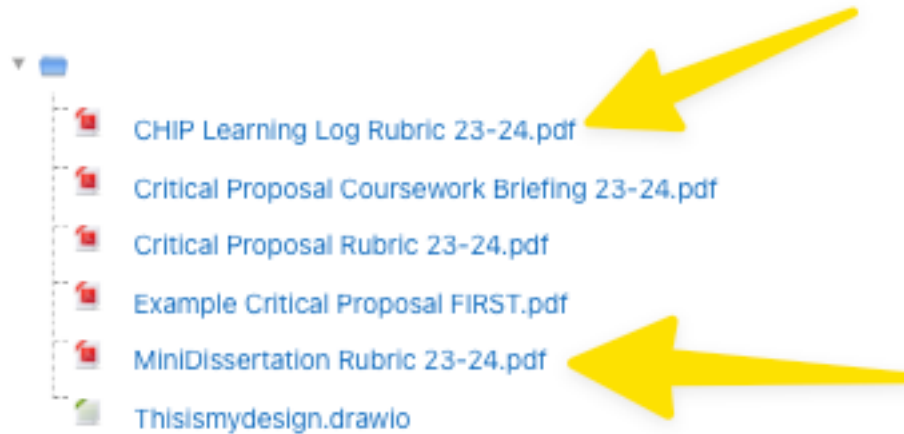 CHIP Learning Log Rubric 23-24.pdf
Critical Proposal Coursework Briefing 23-24.pdf
Critical Proposal Rubric 23-24.pdf
Example Critical Proposal FIRST.pdf
MiniDissertation Rubric 23-24.pdf
Thisismydesign.drawio